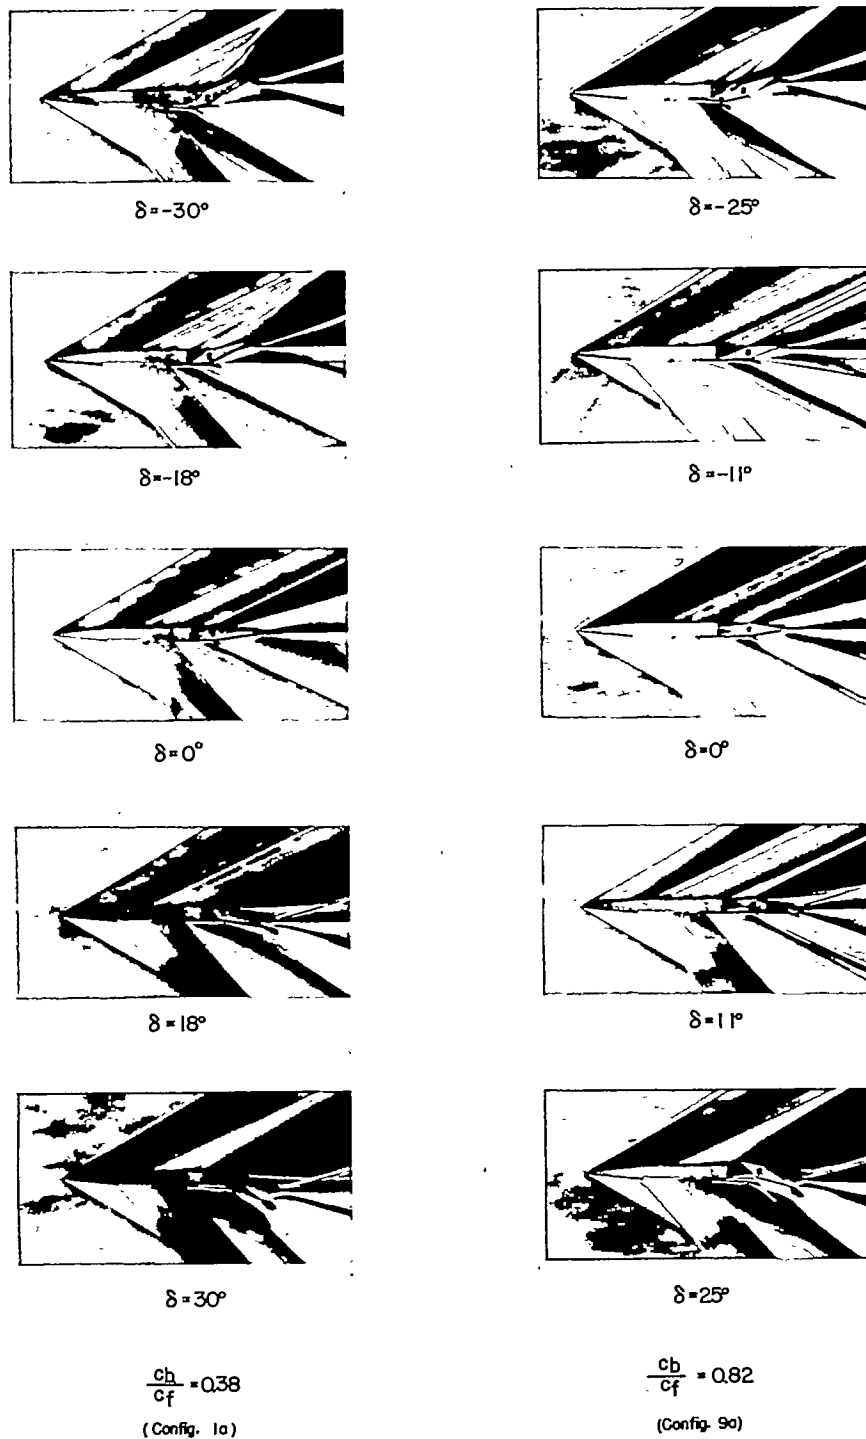 δ=-30°
δ=-25°
δ=-18°
δ=-11°
δ=0°
δ=0°
δ=18°
δ=11°
δ=30°
δ=25°
cb/cf = 0.38
(Config. 1a)
cb/cf = 0.82
(Config. 9a)